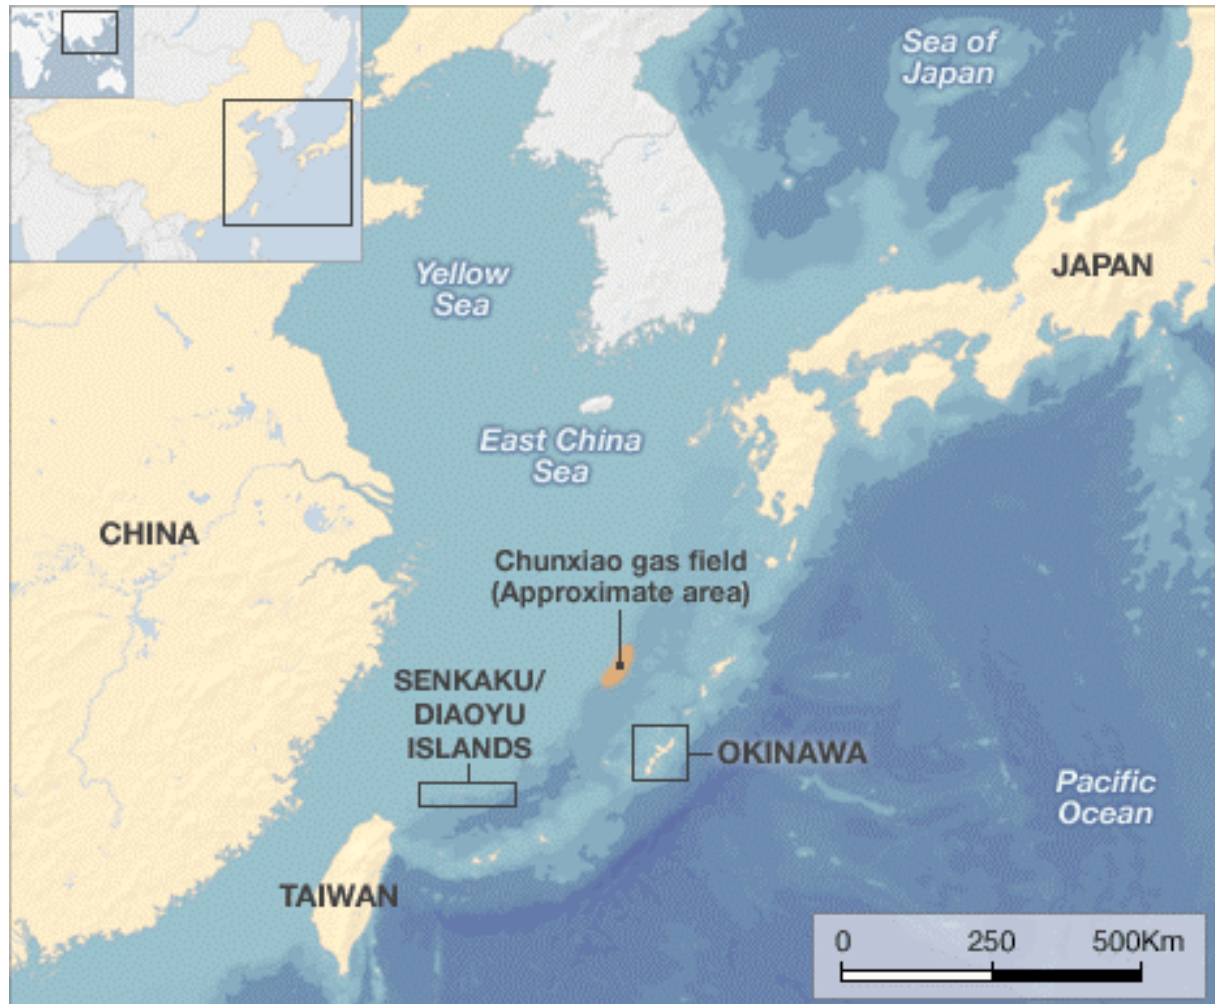 Sea of
Japan
JAPAN
Yellow
Sea
East China
Sea
CHINA
Chunxiao gas field
(Approximate area)
SENKAKU/
DIAOYU
ISLANDS
OKINAWA
Pacific
Ocean
TAIWAN
0 250 500Km